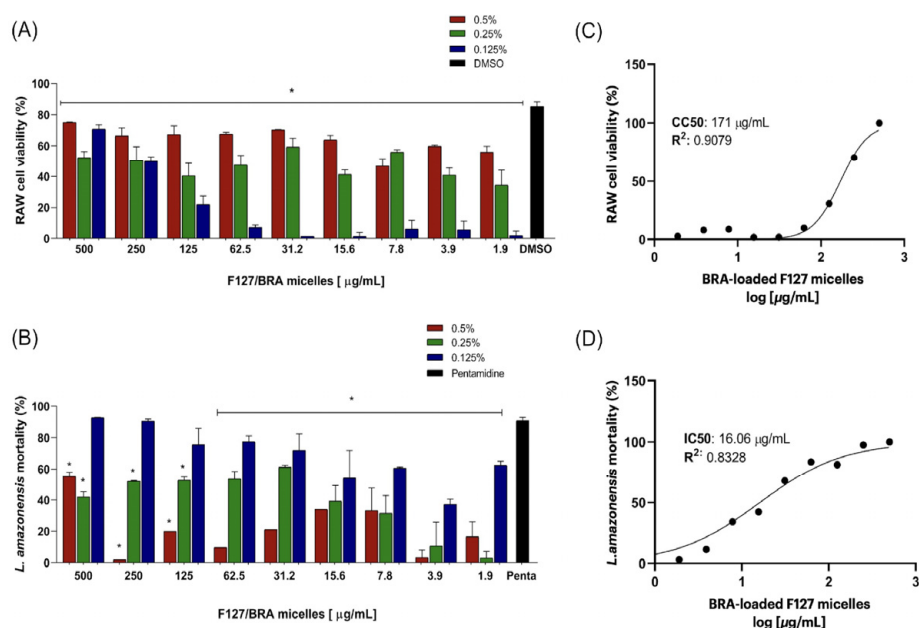 (A)
0.5%
0.25%
0.125%
DMSO
*
100
80
60
40
20
0
RAW cell viability (%)
500 250 125 62.5 31.2 15.6 7.8 3.9 1.9 DMSO
F127/BRA micelles [ µg/mL]
(C)
150
100
50
0
RAW cell viability (%)
CC50: 171 µg/mL
R2: 0.9079
0 1 2 3
BRA-loaded F127 micelles
log [µg/mL]
(B)
0.5%
0.25%
0.125%
Pentamidine
*
100
80
60
40
20
0
L. amazonensis mortality (%)
* * * * * *
500 250 125 62.5 31.2 15.6 7.8 3.9 1.9 Penta
F127/BRA micelles [ µg/mL]
(D)
150
100
50
0
L.amazonensis mortality (%)
IC50: 16.06 µg/mL
R2: 0.8328
0 1 2 3
BRA-loaded F127 micelles
log [µg/mL]